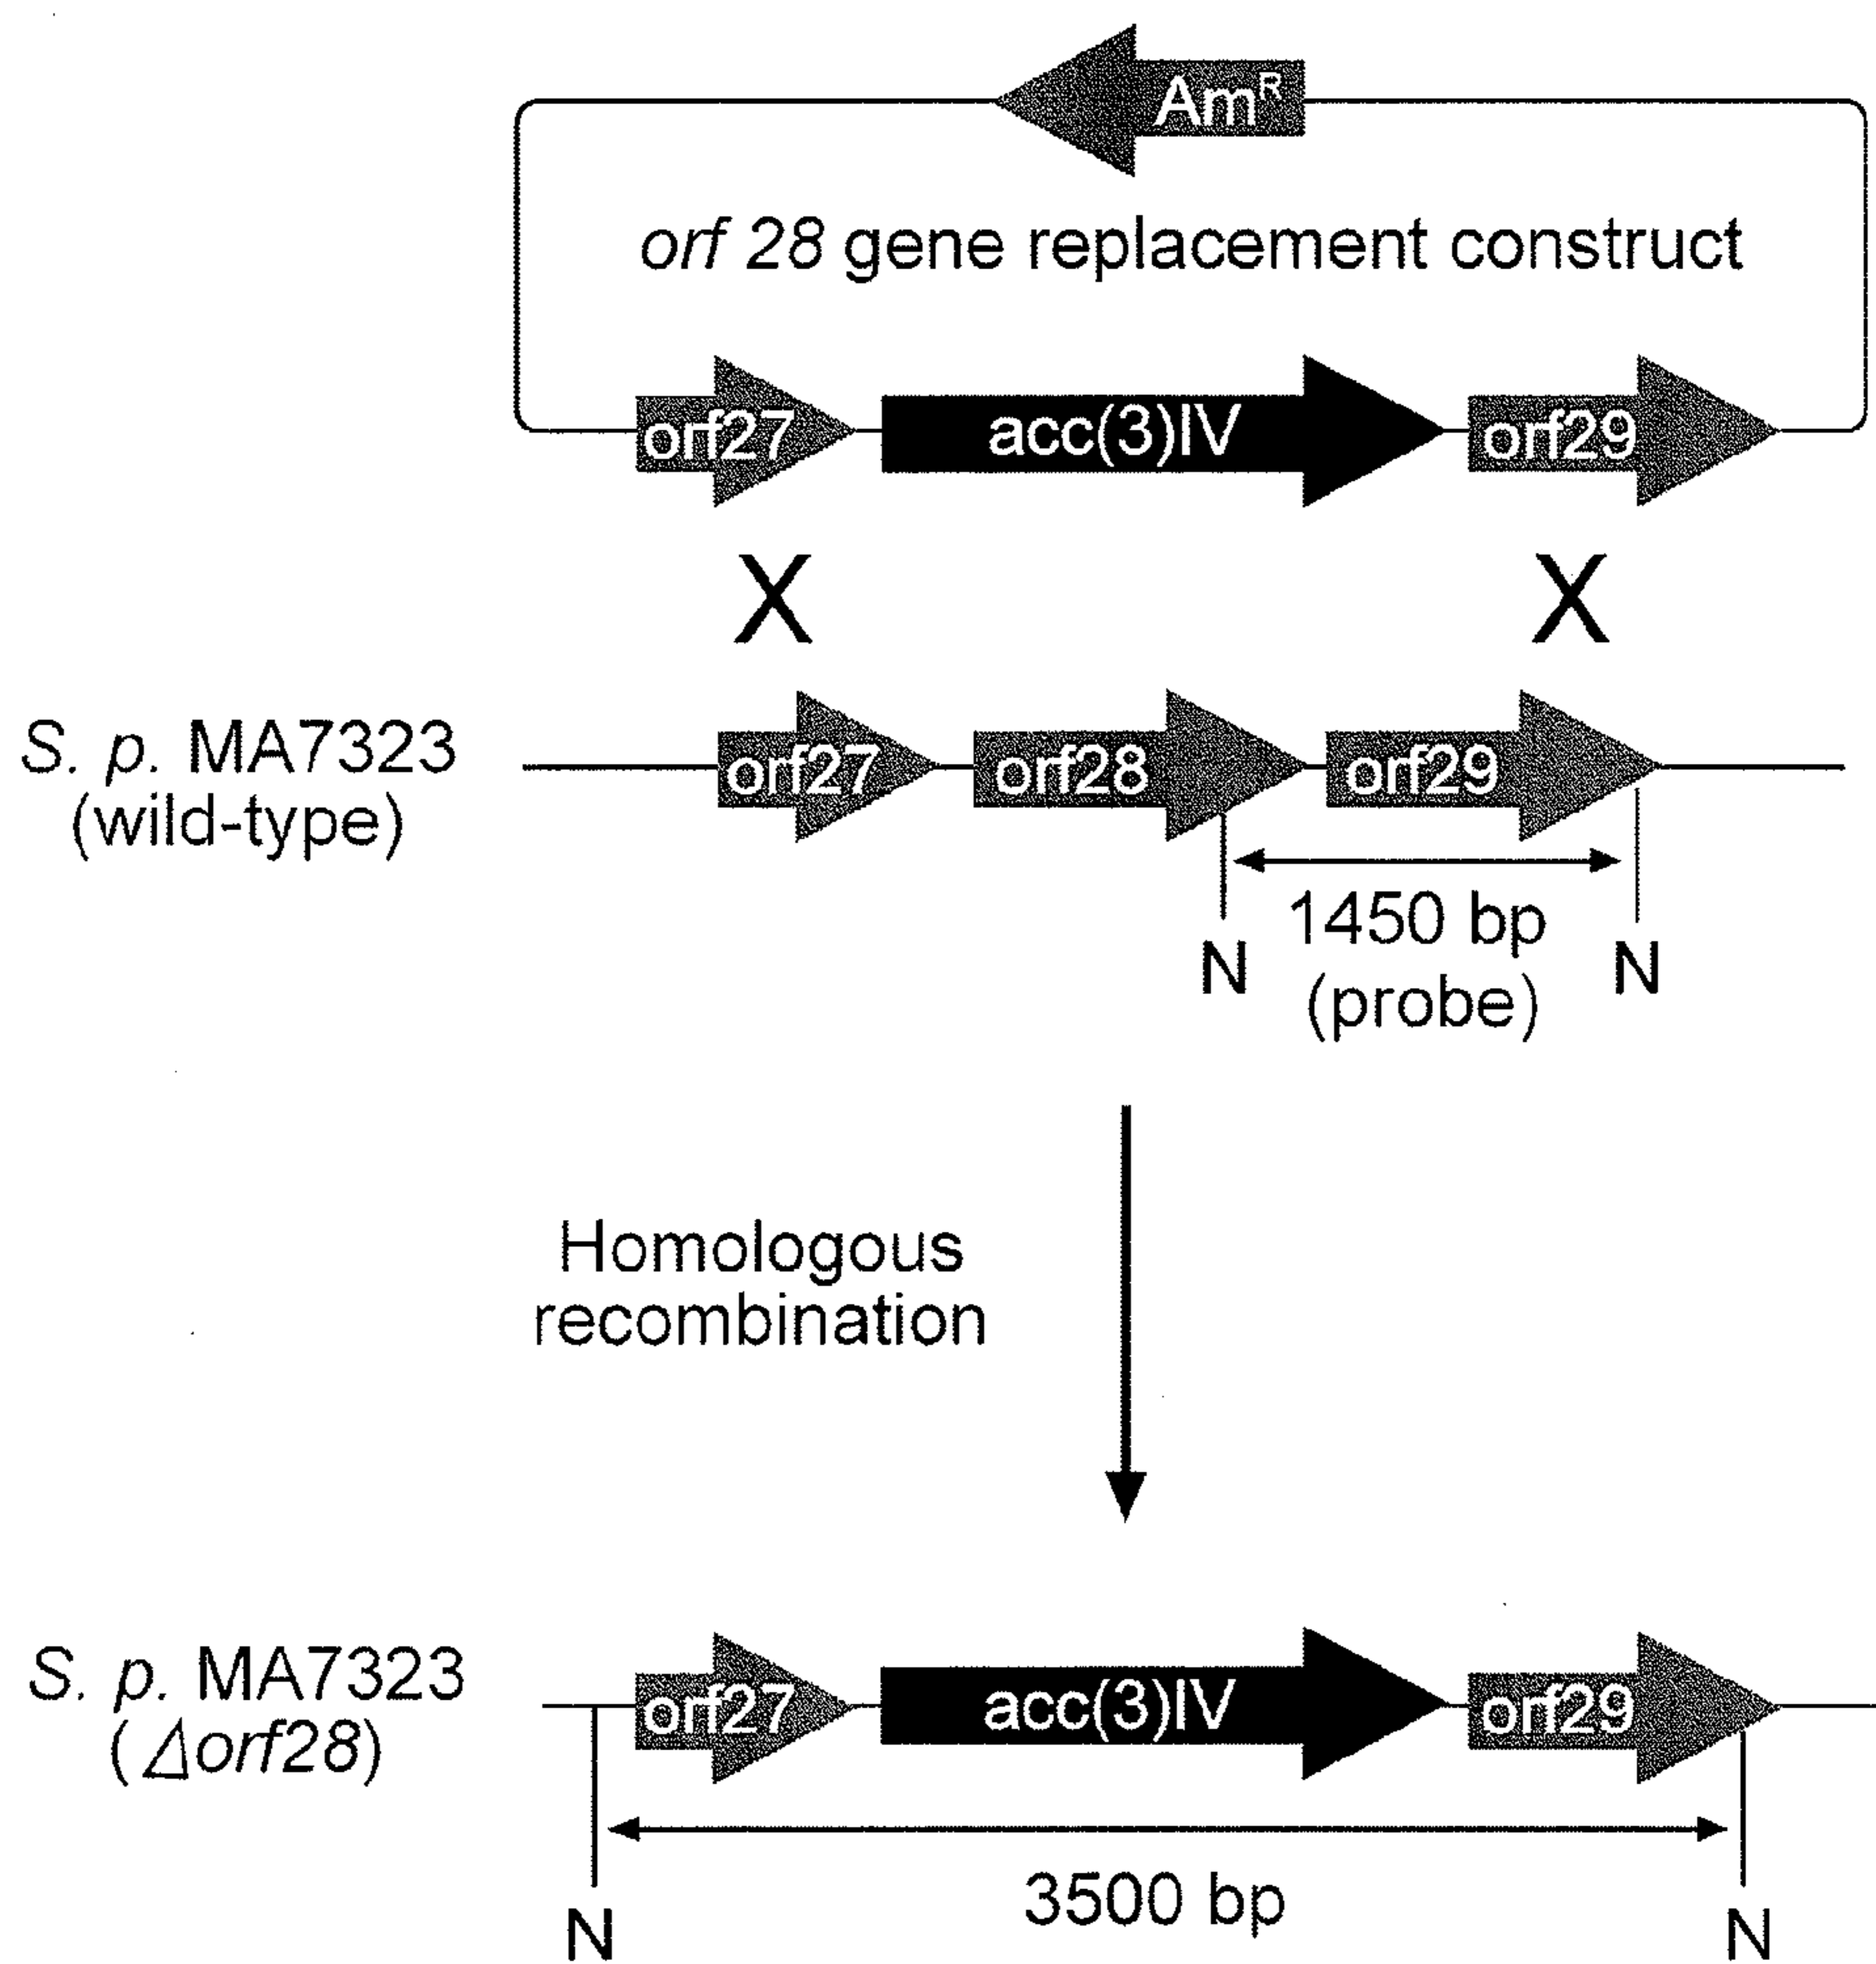 Am^R
orf 28 gene replacement construct
orf27 acc(3)IV orf29
X X
S. p. MA7323
(wild-type)
orf27 orf28 orf29
1450 bp
(probe)
N N
Homologous
recombination
S. p. MA7323
(Δorf28)
orf27 acc(3)IV orf29
3500 bp
N N